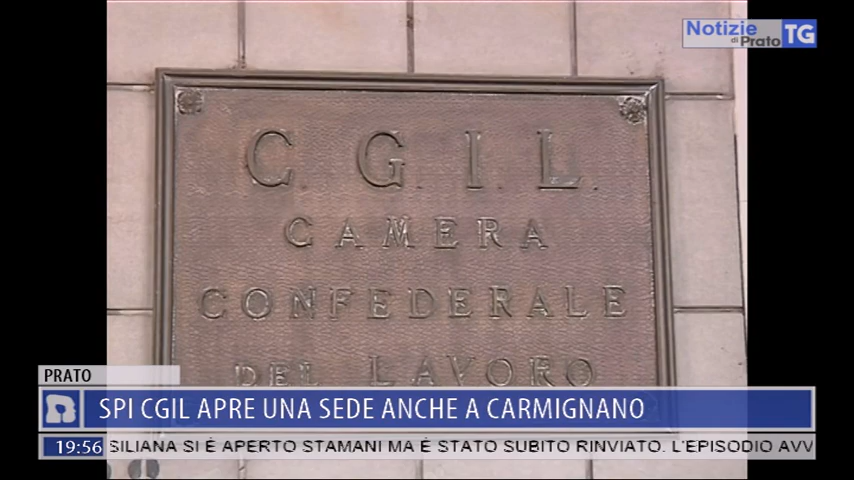 Notizie
di Prato TG
C.G.I.L.
CAMERA
CONFEDERALE
DEL LAVORO
PRATO
SPI CGIL APRE UNA SEDE ANCHE A CARMIGNANO
19:56 SILIANA SI É APERTO STAMANI MA É STATO SUBITO RINVIATO. L'EPISODIO AVV